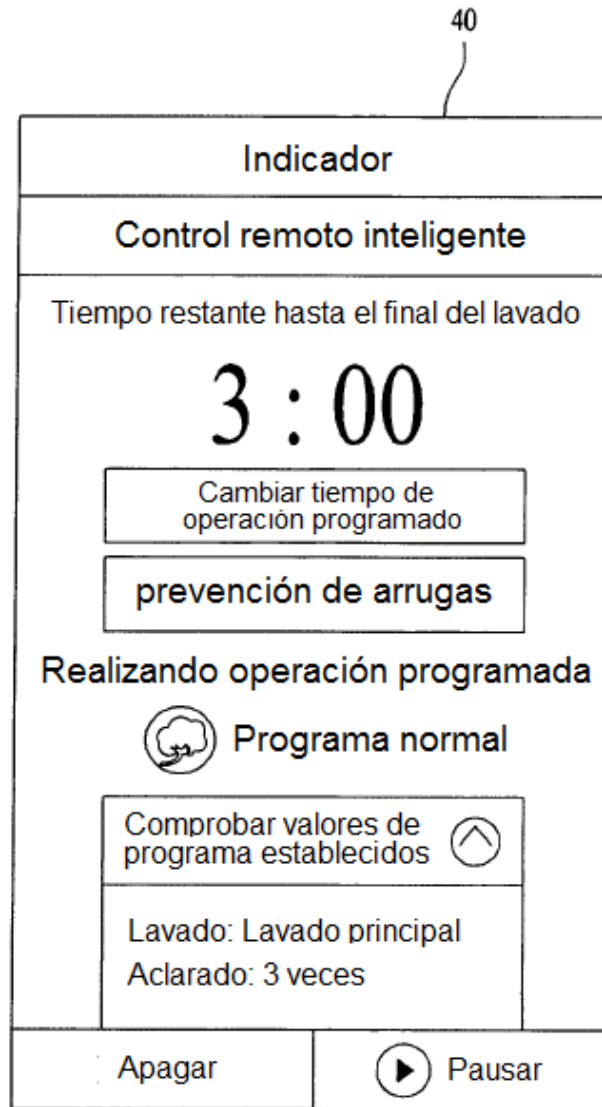 40
Indicador
Control remoto inteligente
Tiempo restante hasta el final del lavado
3 : 00
Cambiar tiempo de
operación programado
prevención de arrugas
Realizando operación programada
Programa normal
Comprobar valores de
programa establecidos
Lavado: Lavado principal
Aclarado: 3 veces
Apagar
Pausar